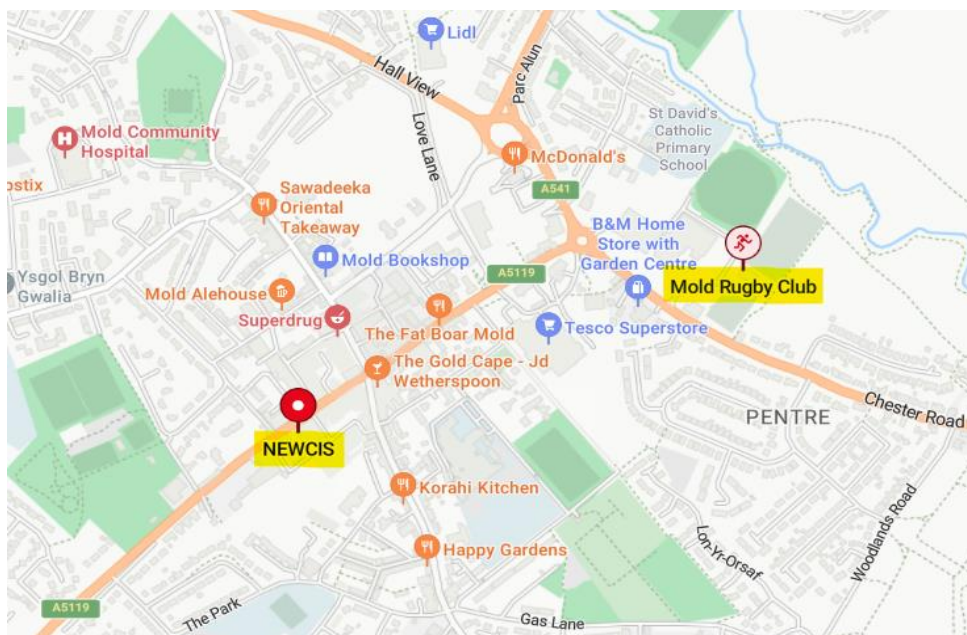 Lidl
Hall View
Parc Alun
Love Lane
St David's
Catholic
Primary
School
Mold Community
Hospital
McDonald's
ostix
A541
Sawadeeka
Oriental
Takeaway
B&M Home
Store with
Garden Centre
Mold Bookshop
A5119
Ysgol Bryn
Gwalia
Mold Rugby Club
Mold Alehouse
Superdrug
The Fat Boar Mold
Tesco Superstore
The Gold Cape - Jd
Wetherspoon
Chester Road
PENTRE
NEWCIS
Korahi Kitchen
Woodlands Road
Lon-Yr-Orsaf
Happy Gardens
A5119
The Park
Gas Lane